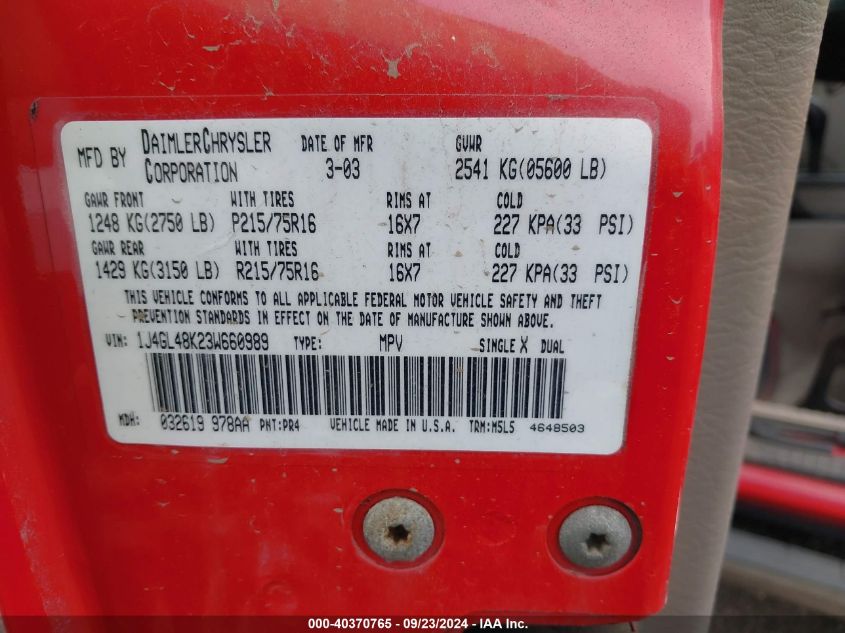 MFD BY DAIMLERCHRYSLER CORPORATION DATE OF MFR 3-03 GVWR 2541 KG(05600 LB)
GAWR FRONT WITH TIRES RIMS AT COLD
1248 KG(2750 LB) P215/75R16 16X7 227 KPA(33 PSI)
GAWR REAR WITH TIRES RIMS AT COLD
1429 KG(3150 LB) R215/75R16 16X7 227 KPA(33 PSI)
THIS VEHICLE CONFORMS TO ALL APPLICABLE FEDERAL MOTOR VEHICLE SAFETY AND THEFT
PREVENTION STANDARDS IN EFFECT ON THE DATE OF MANUFACTURE SHOWN ABOVE.
VIN: 1J4GL48K23W660989 TYPE: MPV SINGLE X DUAL
MDH: 032619 978AA PNT:PR4 VEHICLE MADE IN U.S.A. TRM:M5L5 4648503
000-40370765 - 09/23/2024 - WWW.IAAI.COM